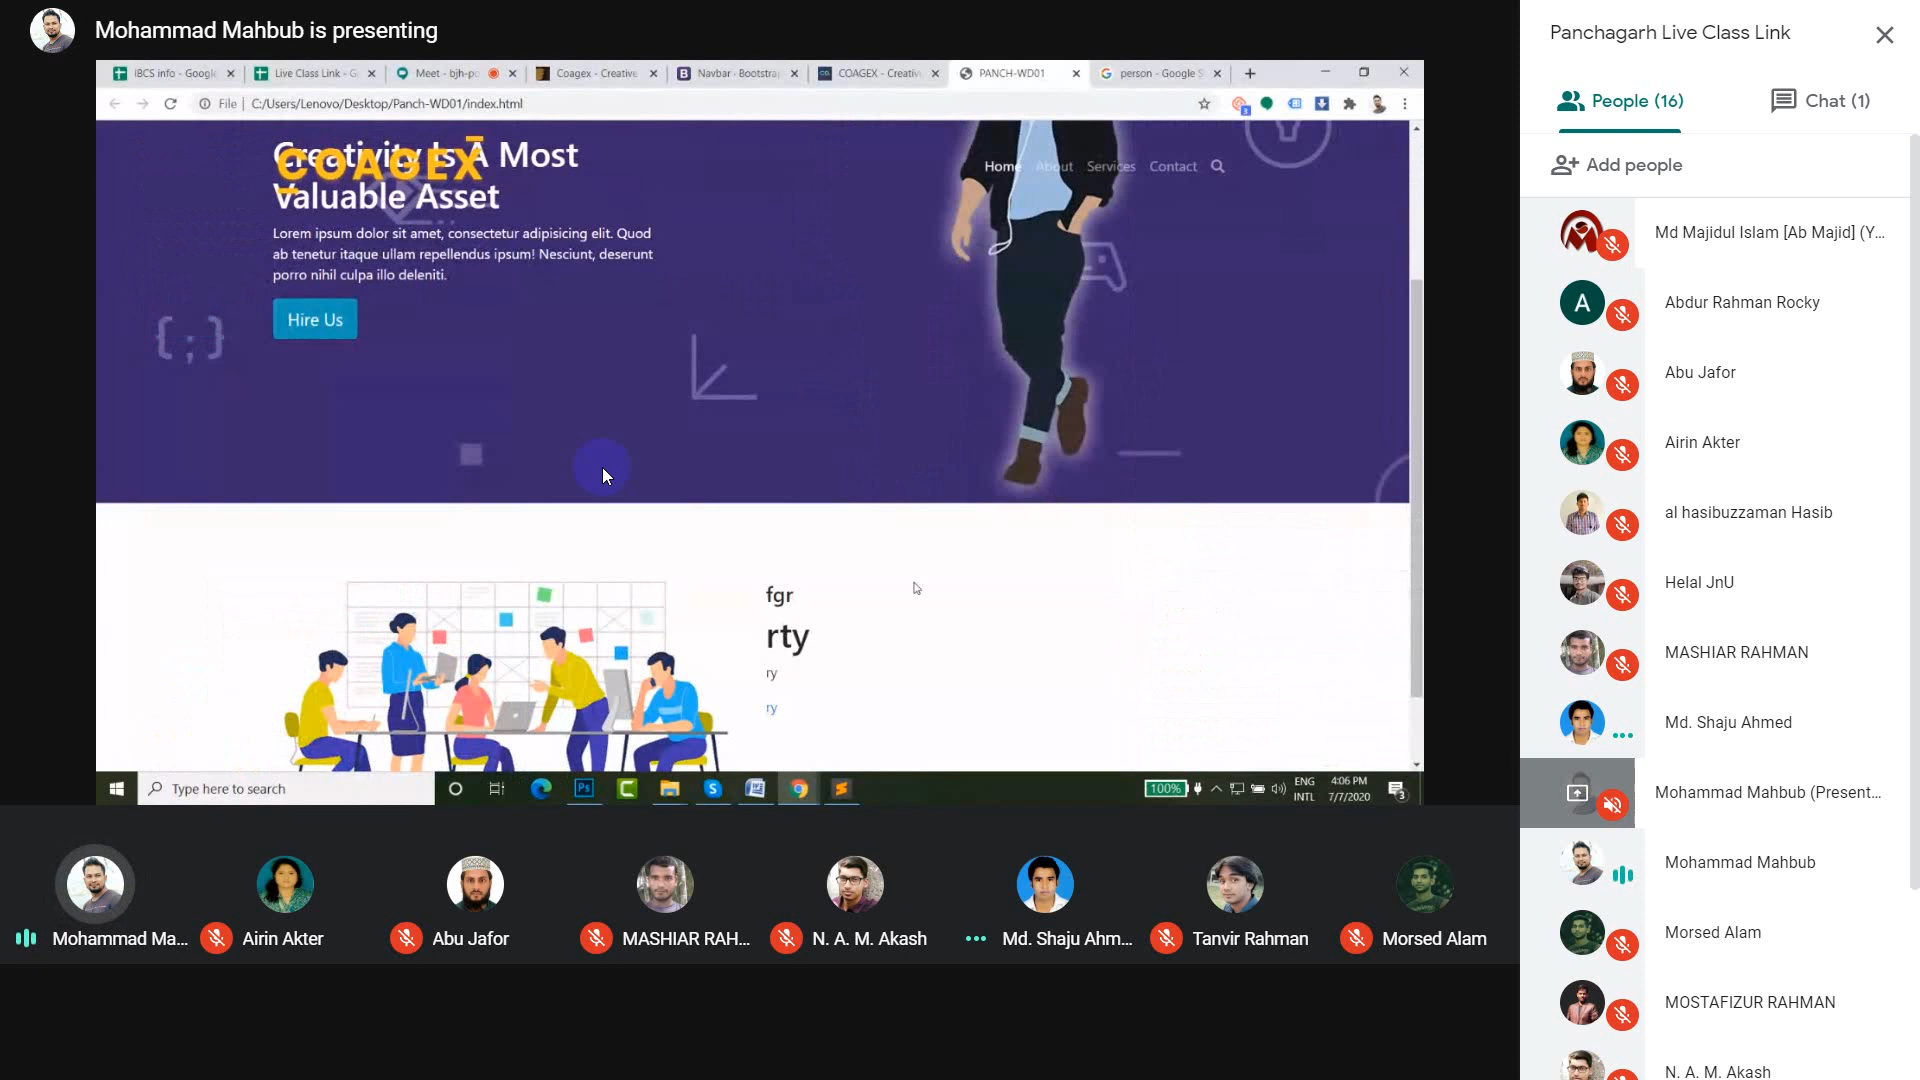 Mohammad Mahbub is presenting
IBCS info - Google
Live Class Link - G
Meet - bjh-po
Coagex - Creative
Navbar · Bootstrap
COAGEX - Creativ
PANCH-WD01
person - Google S
File | C:/Users/Lenovo/Desktop/Panch-WD01/index.html
Creativity Is A Most
Valuable Asset
COAGEX
Home About Services Contact
Lorem ipsum dolor sit amet, consectetur adipisicing elit. Quod
ab tenetur itaque ullam repellendus ipsum! Nesciunt, deserunt
porro nihil culpa illo deleniti.
Hire Us
{;}
fgr
rty
ry
ry
Type here to search
100%
ENG
INTL
4:06 PM
7/7/2020
3
Mohammad Ma...
Airin Akter
Abu Jafor
MASHIAR RAH...
N. A. M. Akash
Md. Shaju Ahm...
Tanvir Rahman
Morsed Alam
Panchagarh Live Class Link
People (16)
Chat (1)
Add people
Md Majidul Islam [Ab Majid] (Y...
A
Abdur Rahman Rocky
Abu Jafor
Airin Akter
al hasibuzzaman Hasib
Helal JnU
MASHIAR RAHMAN
Md. Shaju Ahmed
Mohammad Mahbub (Present...
Mohammad Mahbub
Morsed Alam
MOSTAFIZUR RAHMAN
N. A. M. Akash